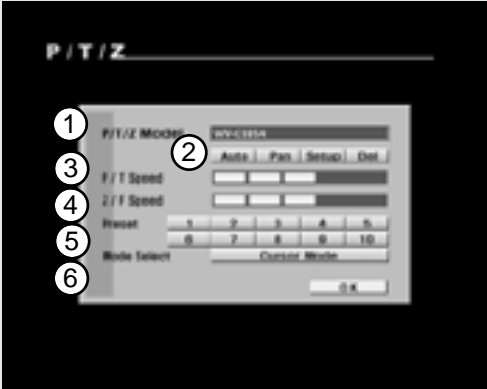 P / T / Z
1
P/T/Z Model
2
Auto Pan Setup Del
3
P / T Speed
4
Z / F Speed
Preset 1 2 3 4 5
5
6 7 8 9 10
Mode Select Cursor Mode
6
OK